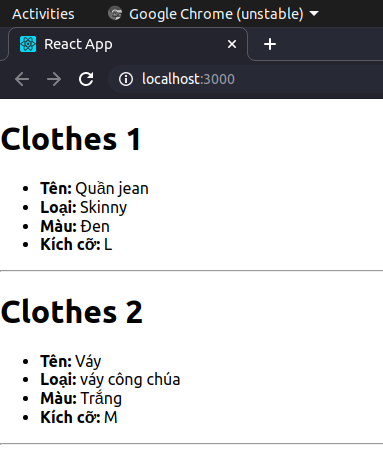 Activities Google Chrome (unstable)
React App
localhost:3000
Clothes 1
Tên: Quần jean
Loại: Skinny
Màu: Đen
Kích cỡ: L
Clothes 2
Tên: Váy
Loại: váy công chúa
Màu: Trắng
Kích cỡ: M